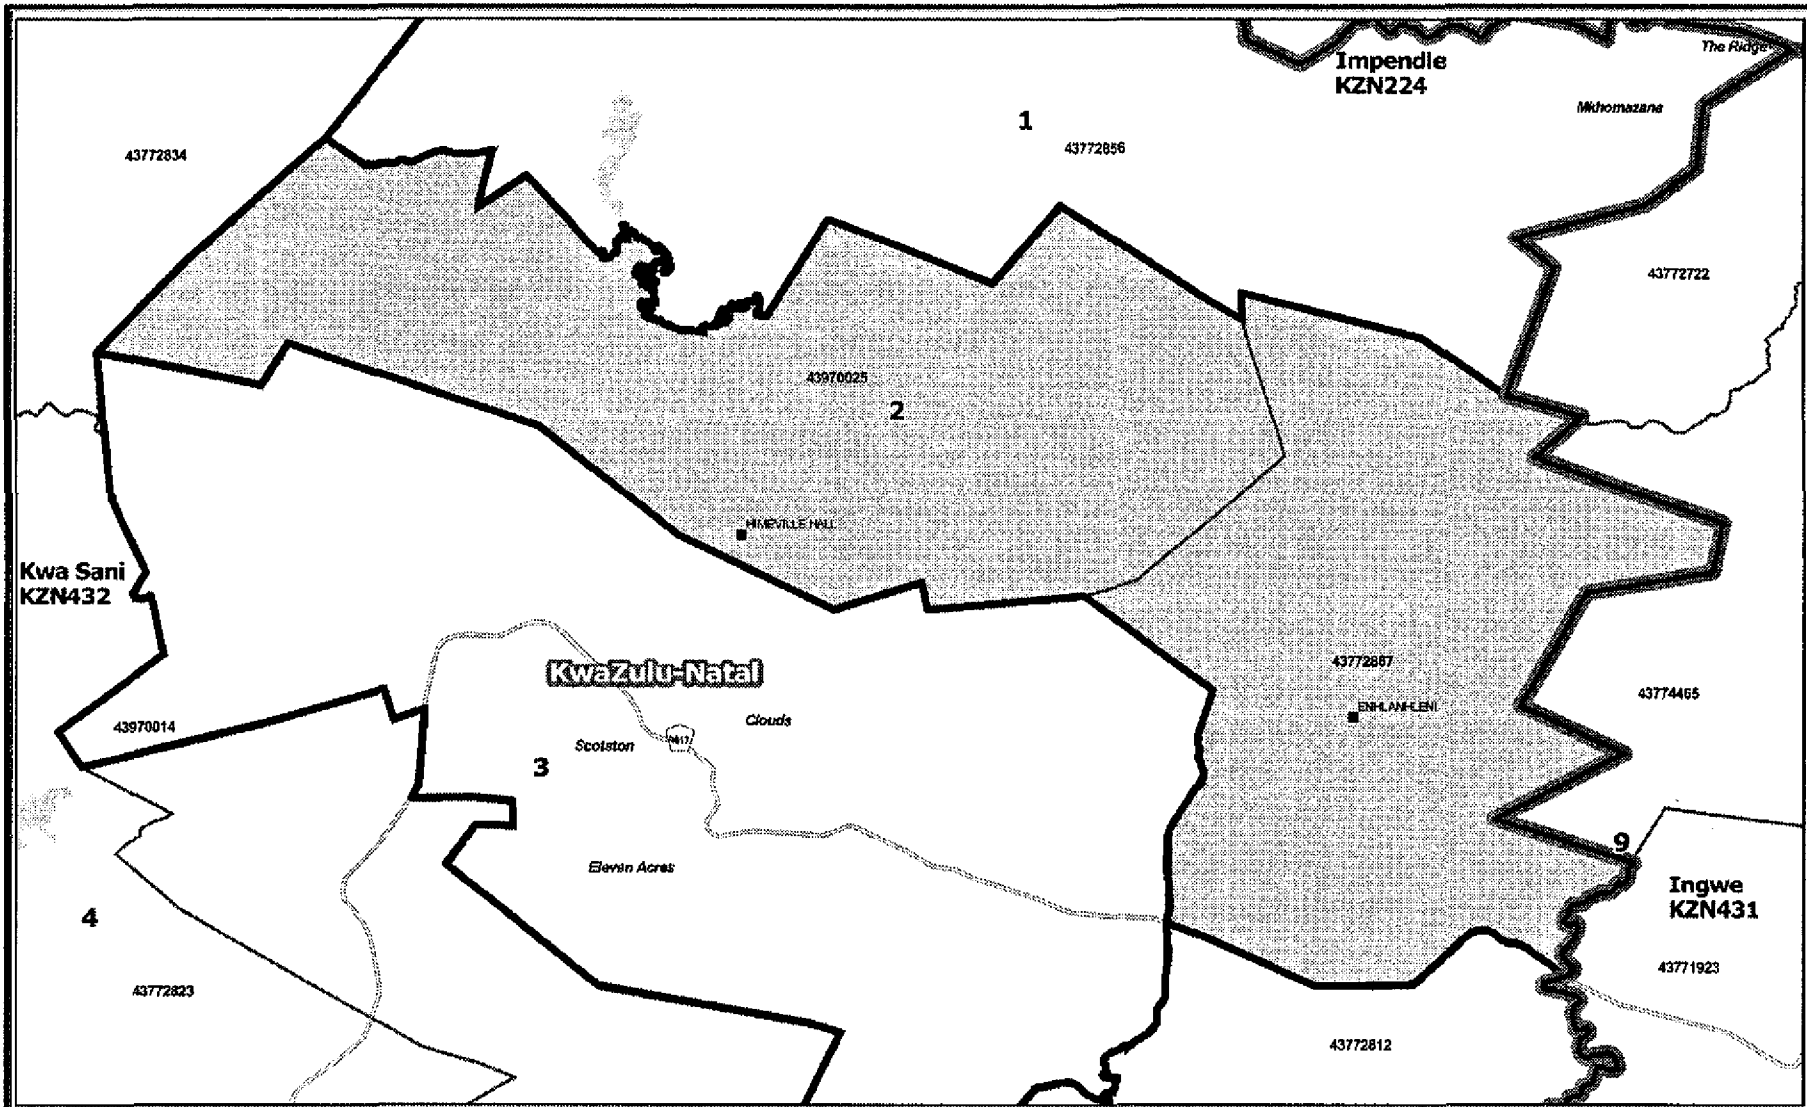 The Ridge
Impendle
KZN224
Mkhomazana
1
43772856
43772834
43772722
43970025
2
HIMEVILLE HALL
Kwa Sani
KZN432
43772867
KwaZulu-Natal
43774465
ENHLANHLENI
Clouds
43970014
Scotston
R617
3
9
Eleven Acres
Ingwe
KZN431
4
43771923
43772823
43772812